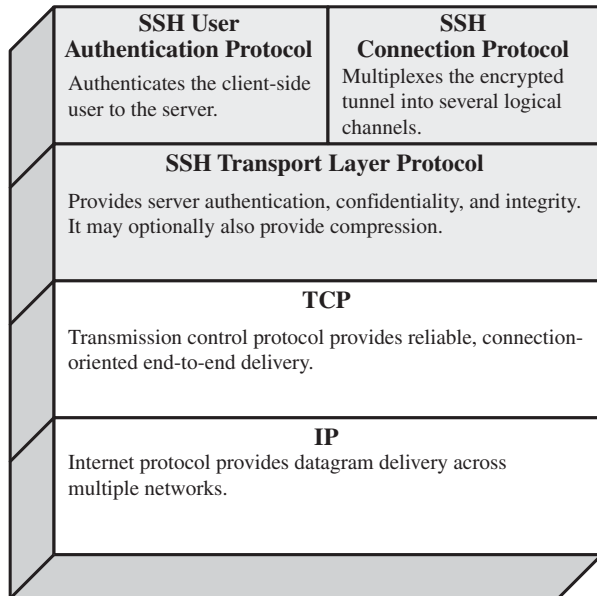 SSH User
Authentication Protocol
Authenticates the client-side
user to the server.
SSH
Connection Protocol
Multiplexes the encrypted
tunnel into several logical
channels.
SSH Transport Layer Protocol
Provides server authentication, confidentiality, and integrity.
It may optionally also provide compression.
TCP
Transmission control protocol provides reliable, connection-
oriented end-to-end delivery.
IP
Internet protocol provides datagram delivery across
multiple networks.